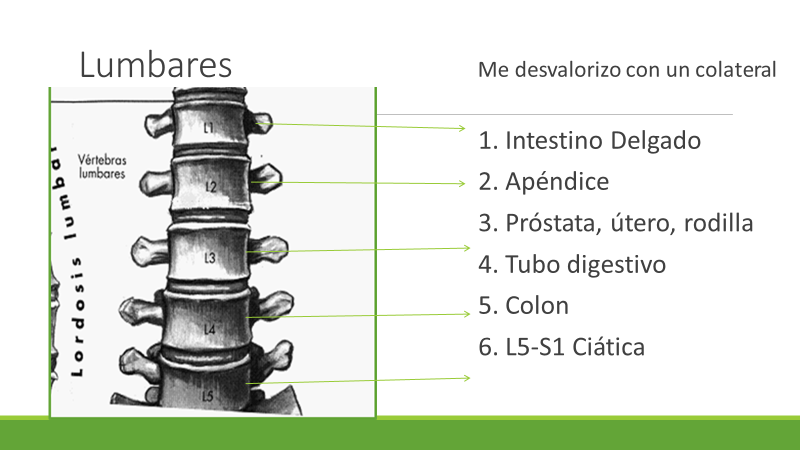 Lumbares
Me desvalorizo con un colateral
L1
Vértebras
lumbares
L2
L3
L4
L5
Lordosis lumbar
1. Intestino Delgado
2. Apéndice
3. Próstata, útero, rodilla
4. Tubo digestivo
5. Colon
6. L5-S1 Ciática